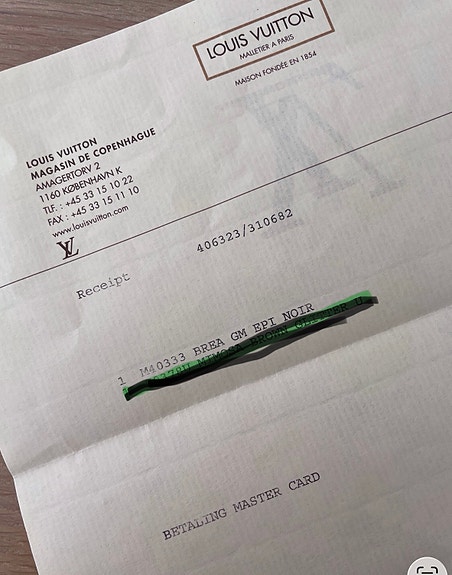 LOUIS VUITTON
MALLETIER A PARIS
MAISON FONDÉE EN 1854
LOUIS VUITTON
MAGASIN DE COPENHAGUE
AMAGERTORV 2
1160 KØBENHAVN K
TLF. : +45 33 15 10 22
FAX : +45 33 15 11 10
www.louisvuitton.com
LV
406323/310682
Receipt
1 M40333 BREA GM EPI NOIR
MIMOSA BROWN
BETALING MASTER CARD